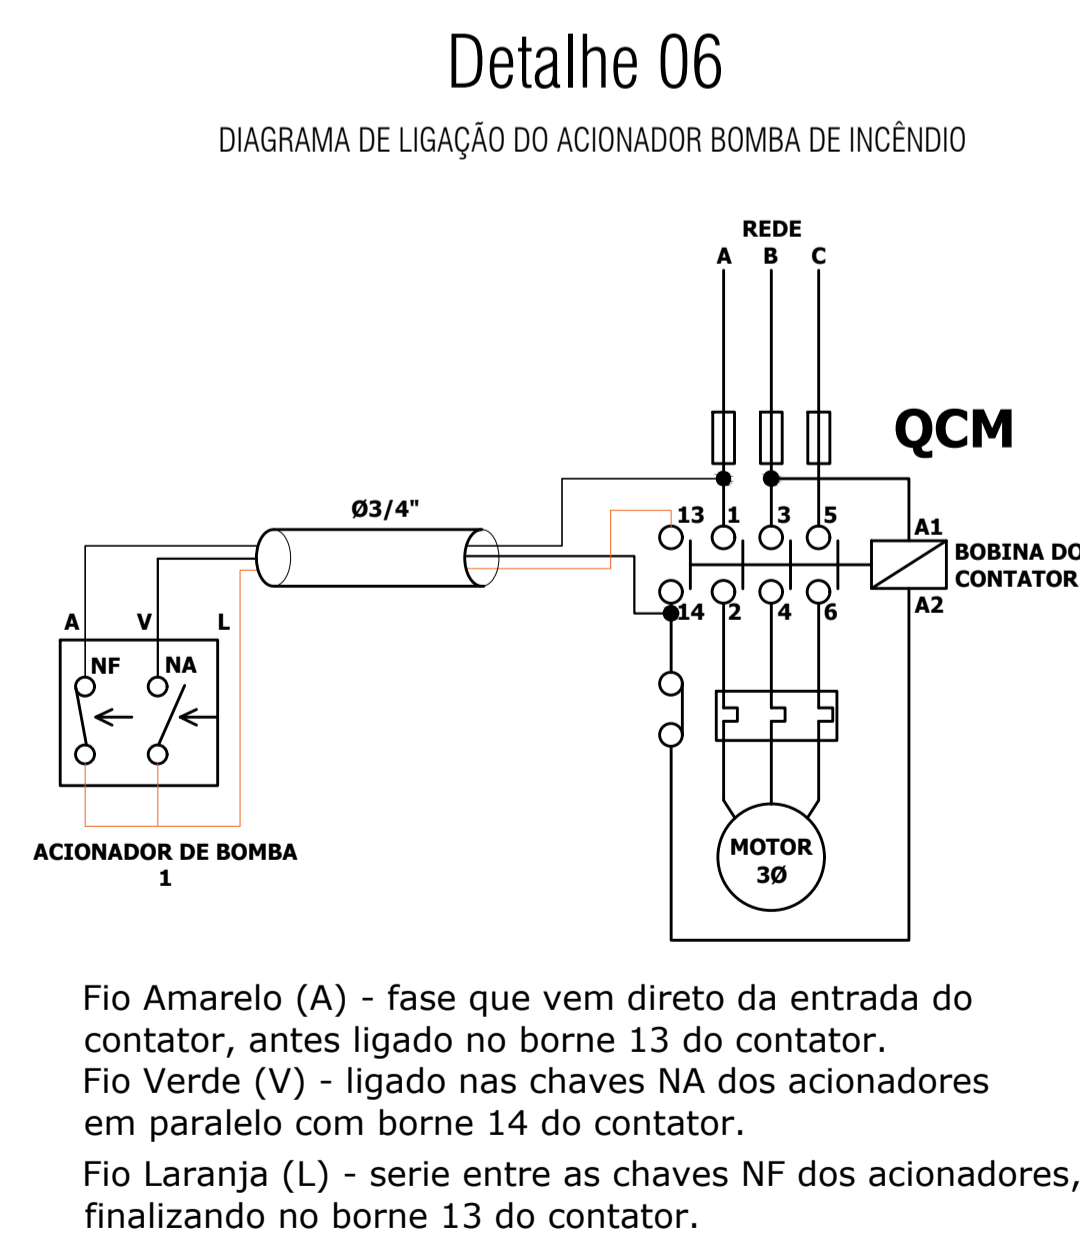 Detalhe 06
DIAGRAMA DE LIGAÇÃO DO ACIONADOR BOMBA DE INCÊNDIO
REDE
A B C
QCM
Ø3/4"
13 1 3 5
A1
BOBINA DO
CONTATOR
A2
14 2 4 6
A V L
NF NA
ACIONADOR DE BOMBA
1
MOTOR
3Ø
Fio Amarelo (A) - fase que vem direto da entrada do
contator, antes ligado no borne 13 do contator.
Fio Verde (V) - ligado nas chaves NA dos acionadores
em paralelo com borne 14 do contator.
Fio Laranja (L) - serie entre as chaves NF dos acionadores,
finalizando no borne 13 do contator.